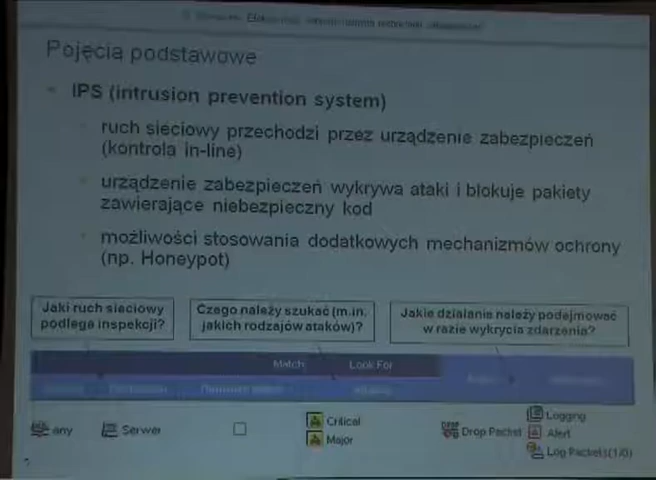 Pojęcia podstawowe
IPS (intrusion prevention system)
ruch sieciowy przechodzi przez urządzenie zabezpieczeń
(kontrola in-line)
urządzenie zabezpieczeń wykrywa ataki i blokuje pakiety
zawierające niebezpieczny kod
możliwości stosowania dodatkowych mechanizmów ochrony
(np. Honeypot)
Jaki ruch sieciowy
podlega inspekcji?
Czego należy szukać (m.in.
jakich rodzajów ataków)?
Jakie działania należy podejmować
w razie wykrycia zdarzenia?
Match Look For
any Serwer
Critical
Major
Drop Packet
Logging
Alert
Log Packets(1/0)